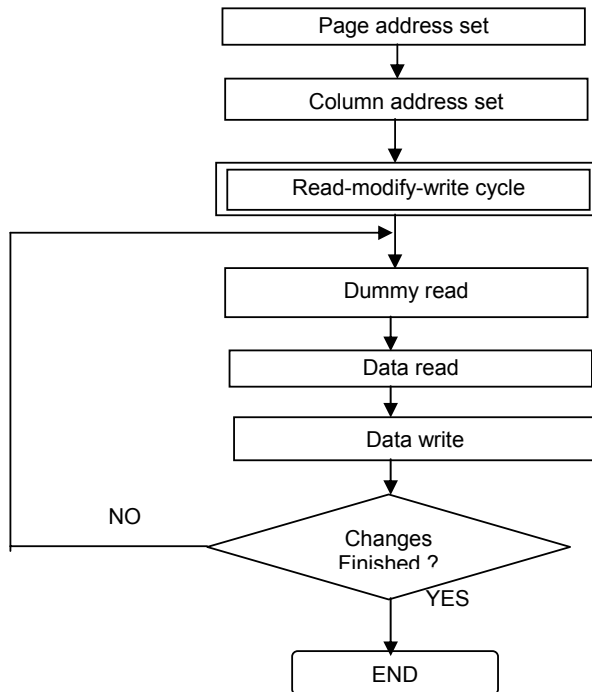 Page address set
Column address set
Read-modify-write cycle
Dummy read
Data read
Data write
NO
Changes
Finished ?
YES
END